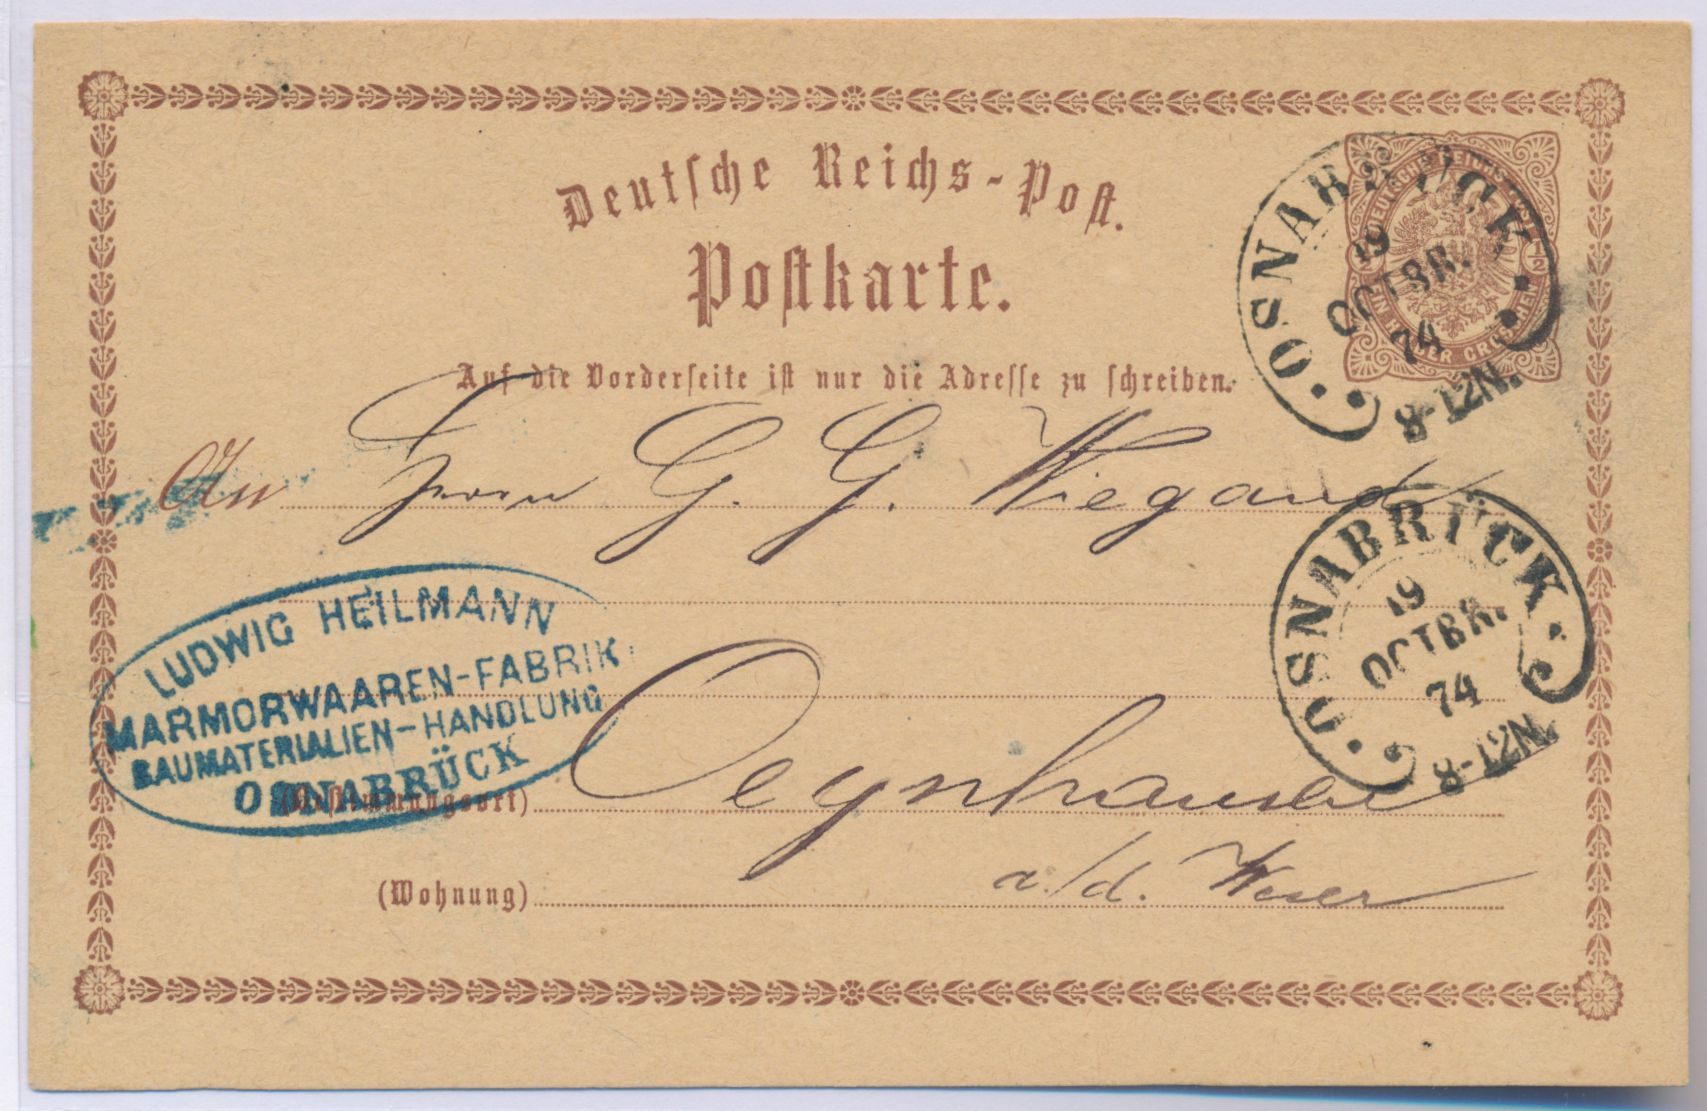 Deutsche Reichs-Post.
Postkarte.
Auf die Vorderseite ist nur die Adresse zu schreiben.
OSNABRÜCK
19
OCTBR.
74
8-12N.
An Herrn G. G. Wiegand
OSNABRÜCK
19
OCTBR.
74
8-12N.
LUDWIG HEILMANN
MARMORWAAREN-FABRIK
BAUMATERIALIEN-HANDLUNG
OSNABRÜCK
(Bestimmungsort) Oeynhausen
a/d. Weser
(Wohnung)